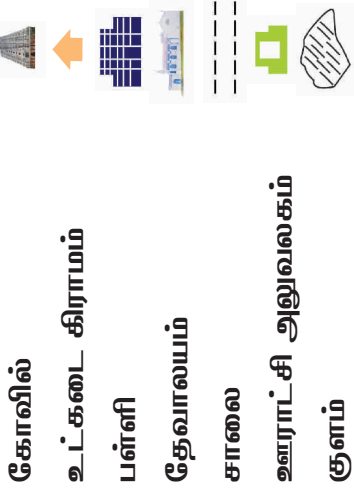 கோவில்
உட்கடை கிராமம்
பள்ளி
தேவாலயம்
சாலை
ஊராட்சி அலுவலகம்
குளம்